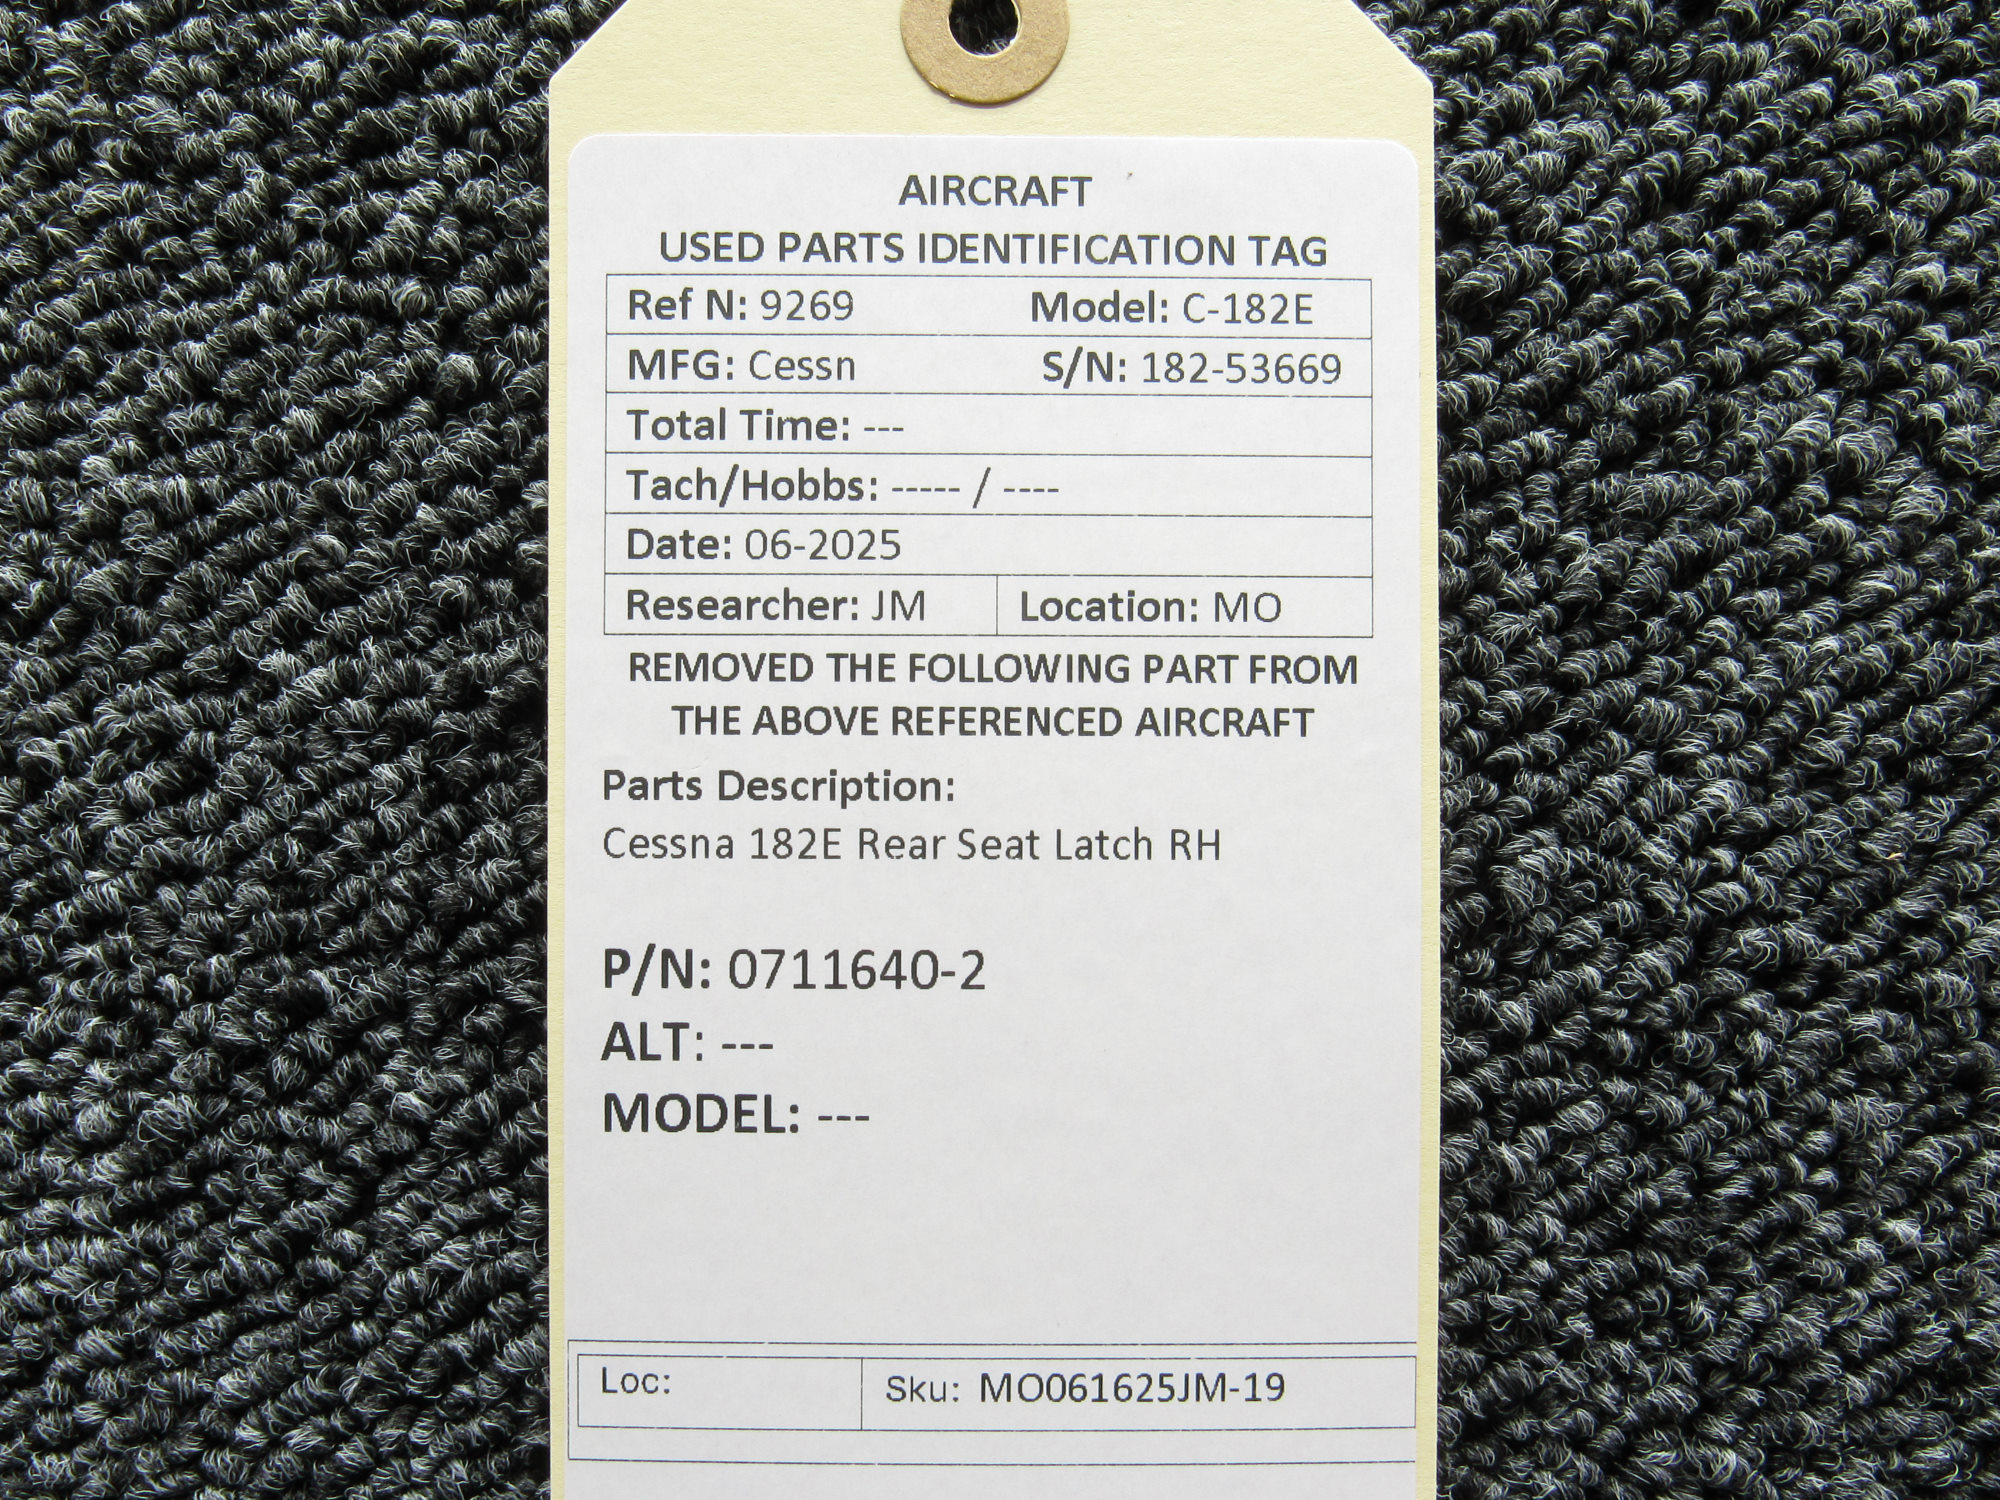 AIRCRAFT
USED PARTS IDENTIFICATION TAG
Ref N: 9269 Model: C-182E
MFG: Cessn S/N: 182-53669
Total Time: ---
Tach/Hobbs: ----- / ----
Date: 06-2025
Researcher: JM Location: MO
REMOVED THE FOLLOWING PART FROM
THE ABOVE REFERENCED AIRCRAFT
Parts Description:
Cessna 182E Rear Seat Latch RH
P/N: 0711640-2
ALT: ---
MODEL: ---
Loc: Sku: MO061625JM-19